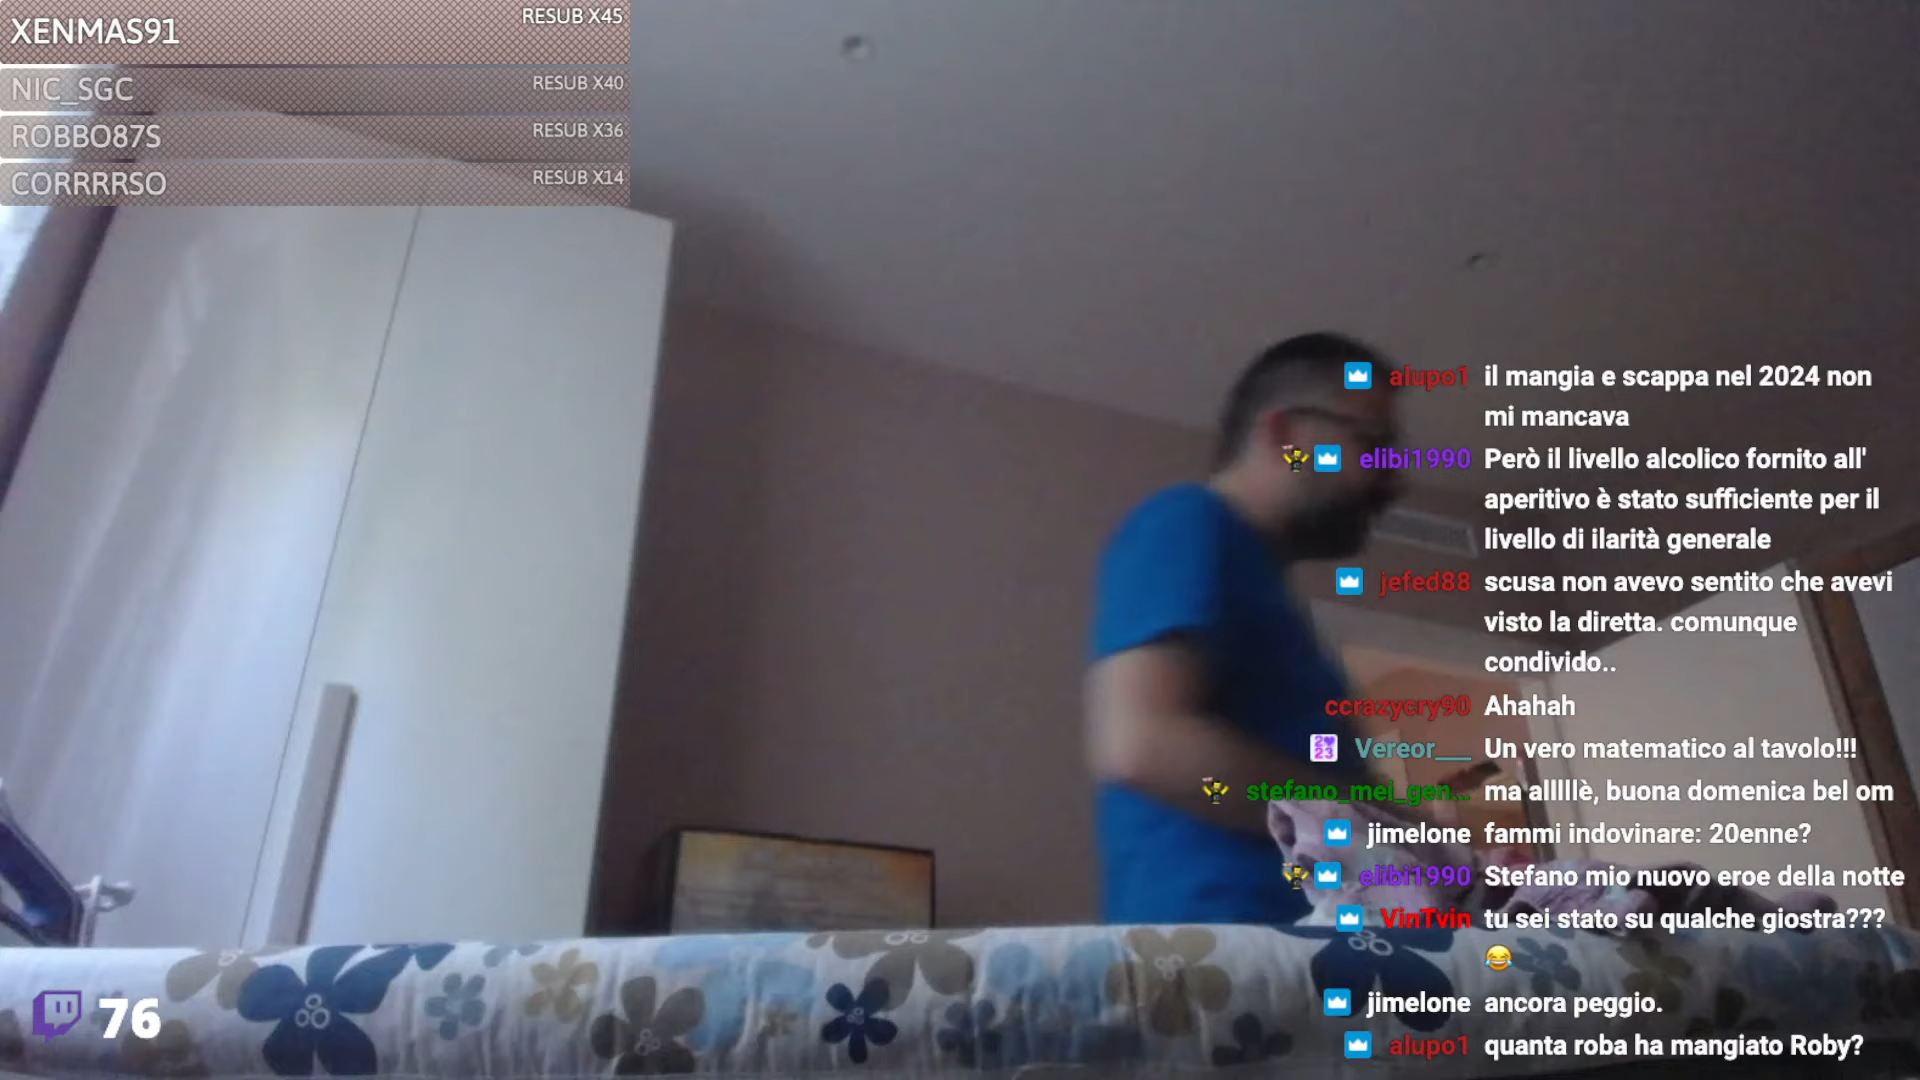 XENMAS91 RESUB X45
NIC_SGC RESUB X40
ROBBO87S RESUB X36
CORRRRSO RESUB X14
alupo1 il mangia e scappa nel 2024 non
mi mancava
elibi1990 Però il livello alcolico fornito all'
aperitivo è stato sufficiente per il
livello di ilarità generale
jefed88 scusa non avevo sentito che avevi
visto la diretta. comunque
condivido..
ccrazycry90 Ahahah
2023 Vereor___ Un vero matematico al tavolo!!!
stefano_mei_gen... ma alllllè, buona domenica bel om
jimelone fammi indovinare: 20enne?
elibi1990 Stefano mio nuovo eroe della notte
VinTvin tu sei stato su qualche giostra???
😂
jimelone ancora peggio.
alupo1 quanta roba ha mangiato Roby?
76